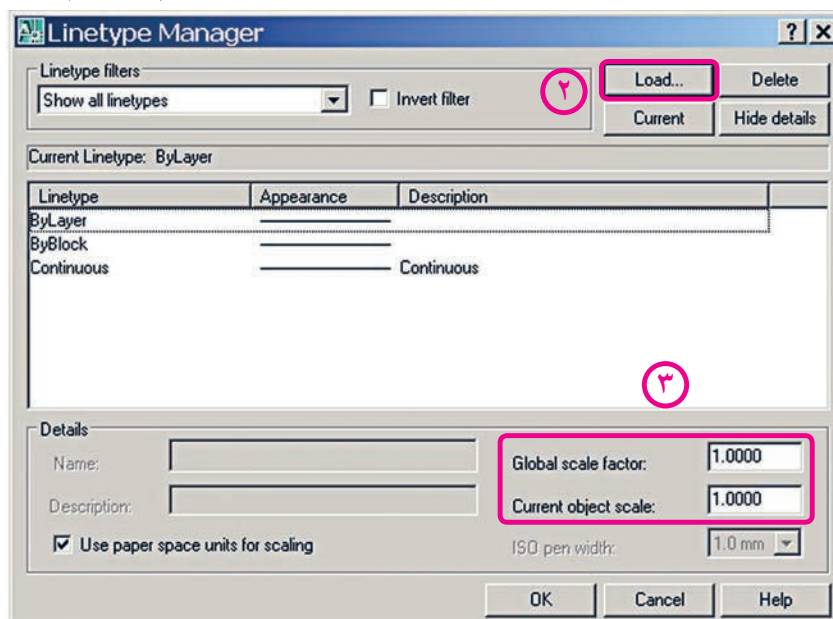 Linetype Manager
Linetype filters
Show all linetypes
Invert filter
۲
Load...
Delete
Current
Hide details
Current Linetype: ByLayer
Linetype Appearance Description
ByLayer
ByBlock
Continuous Continuous
۳
Details
Name:
Global scale factor: 1.0000
Description:
Current object scale: 1.0000
Use paper space units for scaling
ISO pen width: 1.0 mm
OK Cancel Help